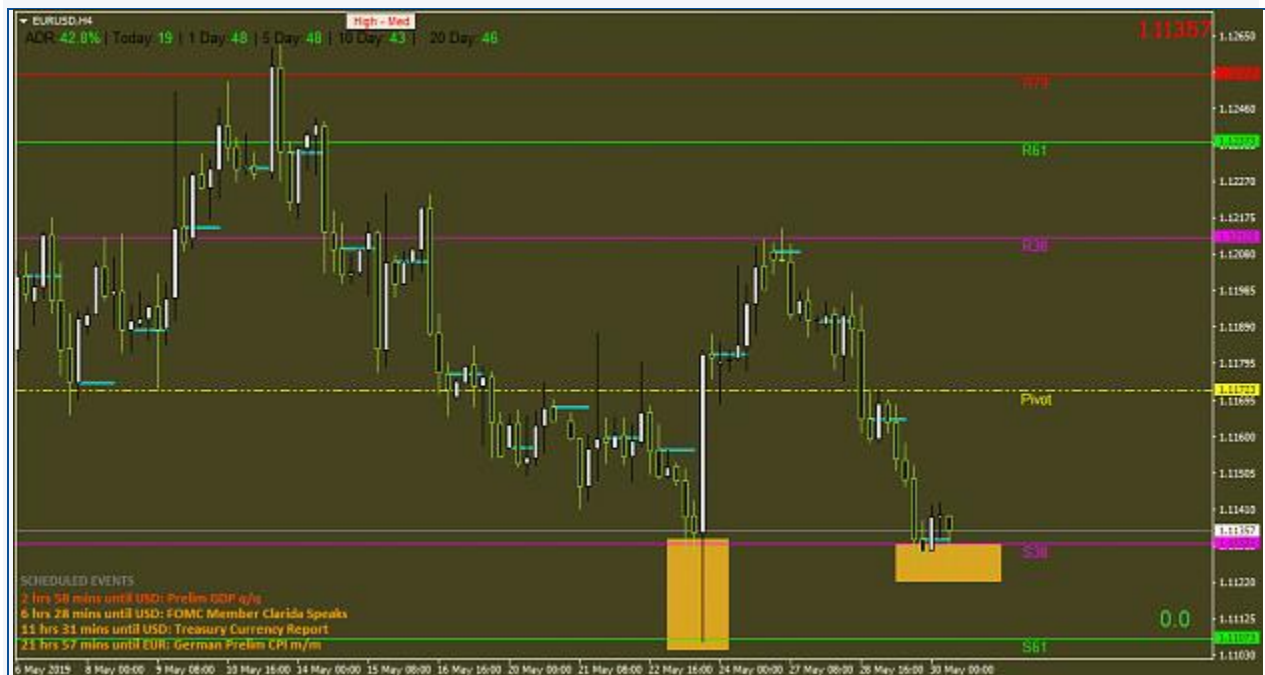 EURUSD,H4
High - Med
1.11357
ADR: 42.8% | Today: 19 | 1 Day: 48 | 5 Day: 48 | 10 Day: 43 | 20 Day: 46
1.12650
R79
1.12460
R61
1.12270
1.12175
R38
1.12080
1.11985
1.11890
1.11795
1.11723
Pivot
1.11695
1.11600
1.11505
1.11410
1.11357
S38
SCHEDULED EVENTS
1.11220
2 hrs 58 mins until USD: Prelim GDP q/q
6 hrs 28 mins until USD: FOMC Member Clarida Speaks
1.11125
0.0
11 hrs 31 mins until USD: Treasury Currency Report
21 hrs 57 mins until EUR: German Prelim CPI m/m
1.11073
S61
1.11030
6 May 2019 8 May 00:00 9 May 08:00 10 May 16:00 14 May 00:00 15 May 08:00 16 May 16:00 20 May 00:00 21 May 08:00 22 May 16:00 24 May 00:00 27 May 08:00 28 May 16:00 30 May 00:00